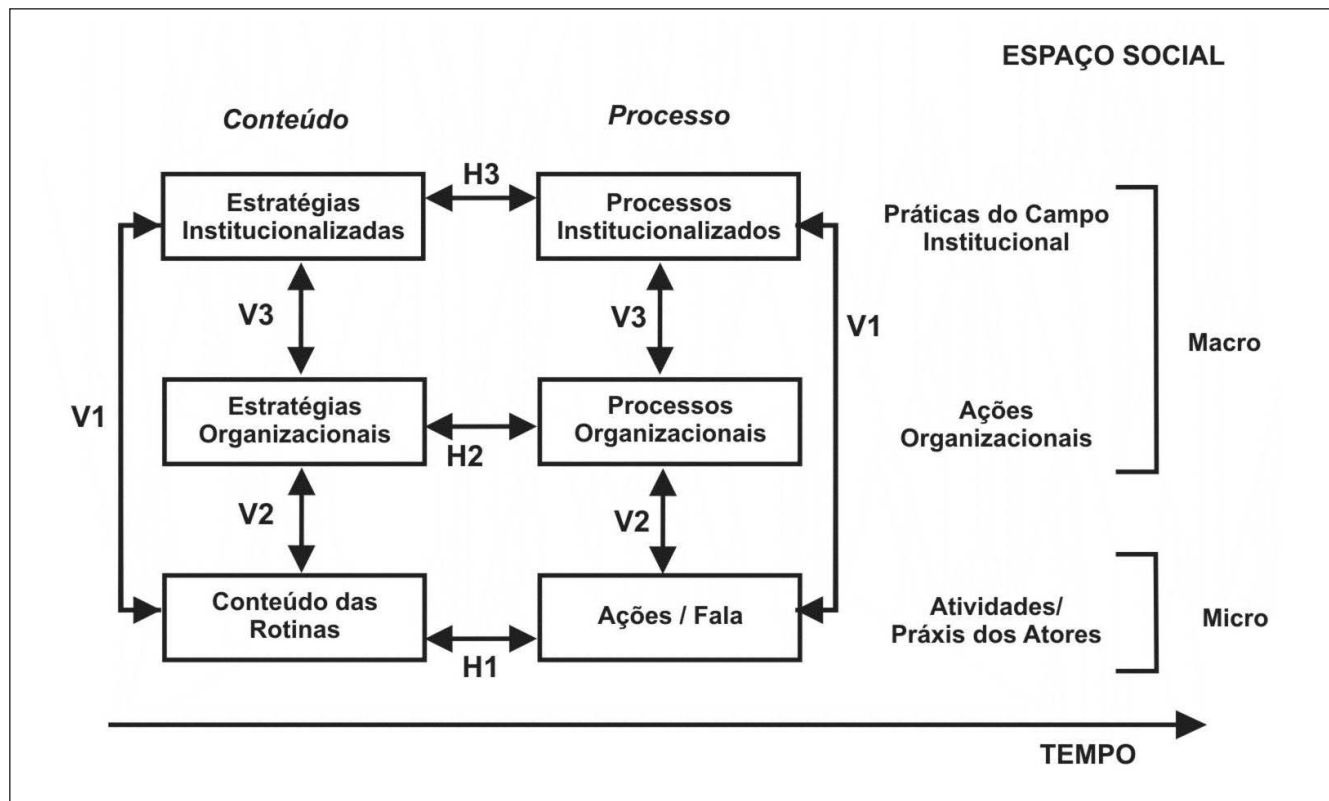 ESPAÇO SOCIAL
Conteúdo
Processo
H3
Estratégias
Institucionalizadas
Processos
Institucionalizados
Práticas do Campo
Institucional
V3
V3
V1
Macro
V1
Estratégias
Organizacionais
Processos
Organizacionais
Ações
Organizacionais
H2
V2
V2
Conteúdo das
Rotinas
Ações / Fala
Atividades/
Práxis dos Atores
Micro
H1
TEMPO